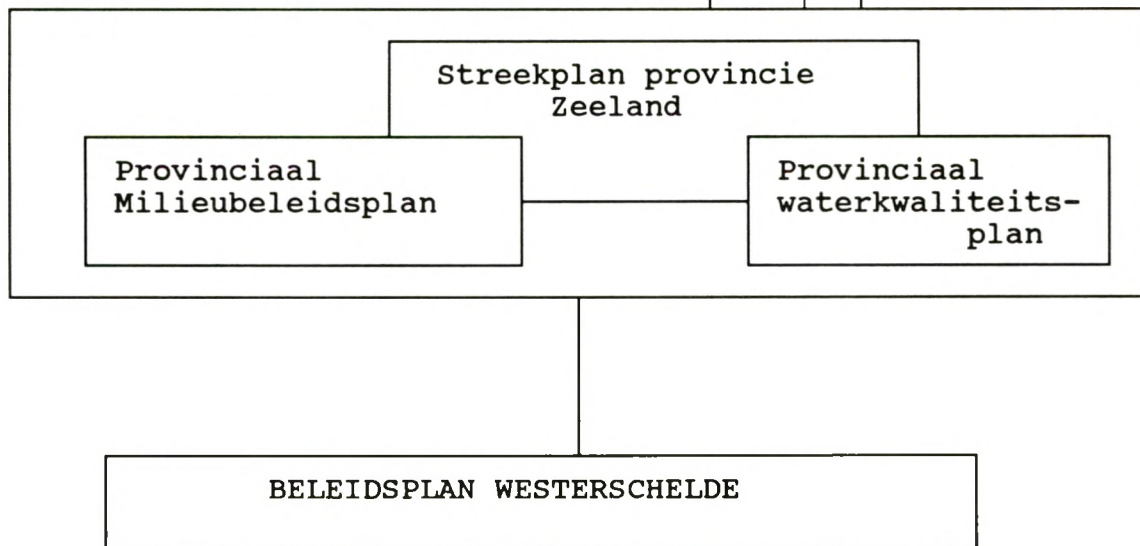 Streekplan provincie
Zeeland
Provinciaal
Milieubeleidsplan
Provinciaal
waterkwaliteits-
plan
BELEIDSPLAN WESTERSCHELDE